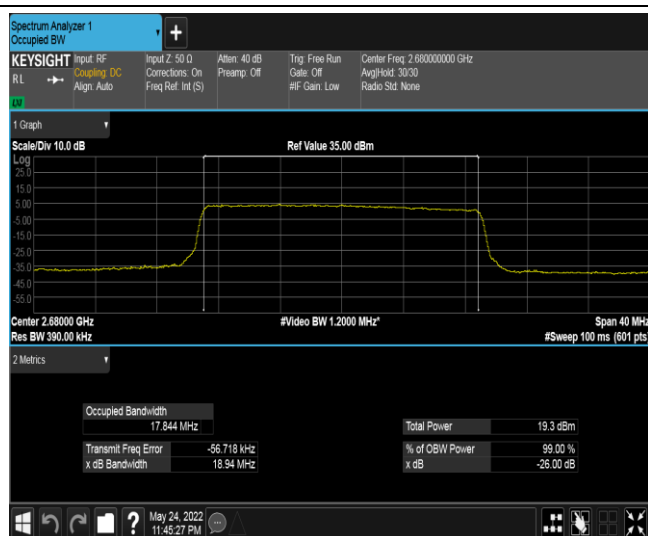 Spectrum Analyzer 1
Occupied BW
+
KEYSIGHT
Input: RF
Input Z: 50 Ω
Atten: 40 dB
Trig: Free Run
Center Freq: 2.680000000 GHz
RL
Coupling: DC
Corrections: On
Preamp: Off
Gate: Off
Avg|Hold: 30/30
Align: Auto
Freq Ref: Int (S)
#IF Gain: Low
Radio Std: None
1 Graph
Scale/Div 10.0 dB
Ref Value 35.00 dBm
Log
25.0
15.0
5.00
-5.00
-15.0
-25.0
-35.0
-45.0
-55.0
Center 2.68000 GHz
#Video BW 1.2000 MHz*
Span 40 MHz
Res BW 390.00 kHz
#Sweep 100 ms (601 pts)
2 Metrics
Occupied Bandwidth
17.844 MHz
Total Power
19.3 dBm
Transmit Freq Error
-56.718 kHz
% of OBW Power
99.00 %
x dB Bandwidth
18.94 MHz
x dB
-26.00 dB
?
May 24, 2022
11:45:27 PM